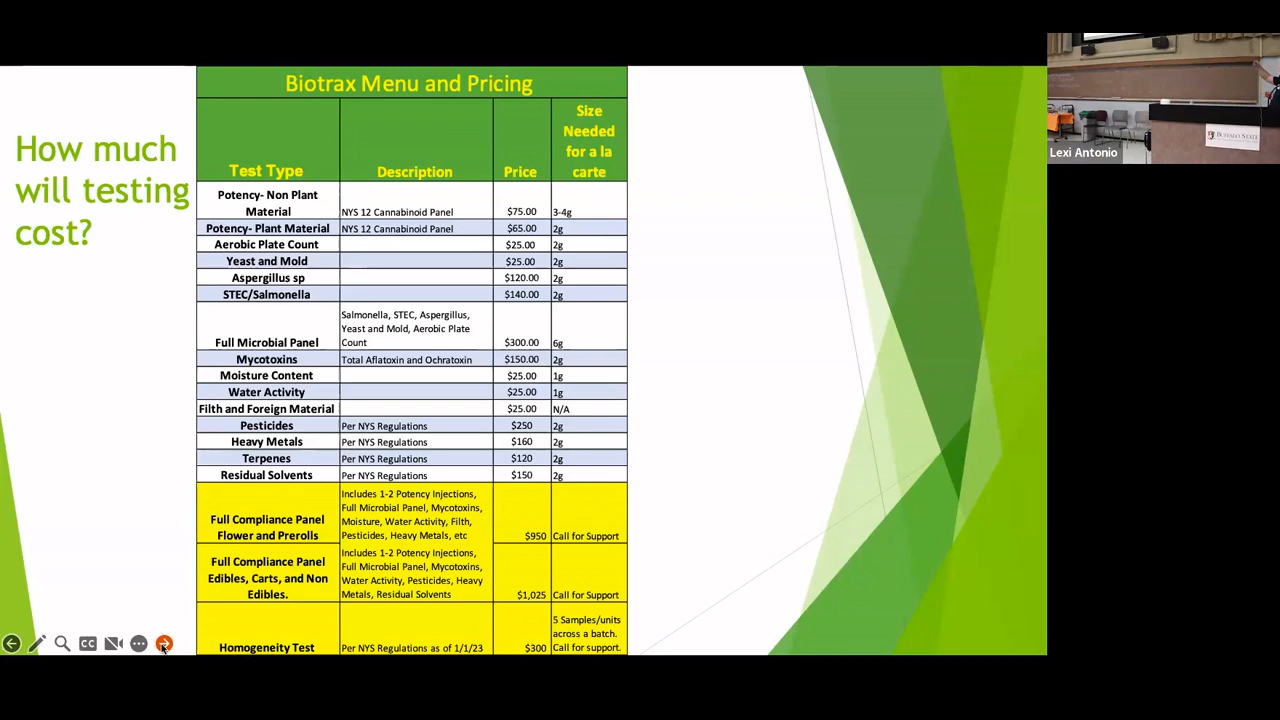 How much
will testing
cost?
Biotrax Menu and Pricing
Test Type Description Price Size Needed for a la carte
Potency- Non Plant Material NYS 12 Cannabinoid Panel $75.00 3-4g
Potency- Plant Material NYS 12 Cannabinoid Panel $65.00 2g
Aerobic Plate Count $25.00 2g
Yeast and Mold $25.00 2g
Aspergillus sp $120.00 2g
STEC/Salmonella $140.00 2g
Full Microbial Panel Salmonella, STEC, Aspergillus, Yeast and Mold, Aerobic Plate Count $300.00 6g
Mycotoxins Total Aflatoxin and Ochratoxin $150.00 2g
Moisture Content $25.00 1g
Water Activity $25.00 1g
Filth and Foreign Material $25.00 N/A
Pesticides Per NYS Regulations $250 2g
Heavy Metals Per NYS Regulations $160 2g
Terpenes Per NYS Regulations $120 2g
Residual Solvents Per NYS Regulations $150 2g
Full Compliance Panel Flower and Prerolls Includes 1-2 Potency Injections, Full Microbial Panel, Mycotoxins, Moisture, Water Activity, Filth, Pesticides, Heavy Metals, etc $950 Call for Support
Full Compliance Panel Edibles, Carts, and Non Edibles. Includes 1-2 Potency Injections, Full Microbial Panel, Mycotoxins, Water Activity, Pesticides, Heavy Metals, Residual Solvents $1,025 Call for Support
Homogeneity Test Per NYS Regulations as of 1/1/23 $300 5 Samples/units across a batch. Call for support.
CC
Lexi Antonio
BUFFALO STATE